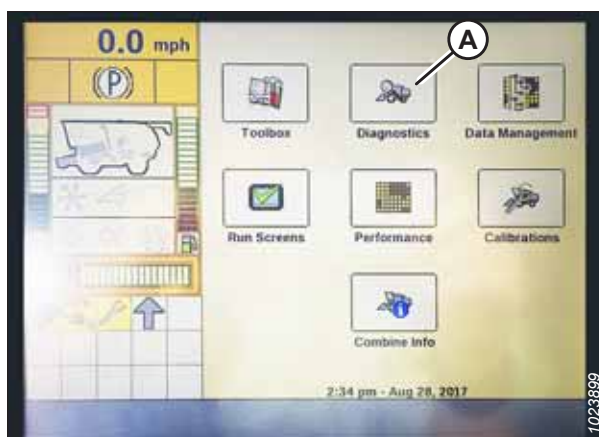 0.0 mph
(P)
A
Toolbox
Diagnostics
Data Management
Run Screens
Performance
Calibrations
Combine Info
2:34 pm - Aug 28, 2017
1023899